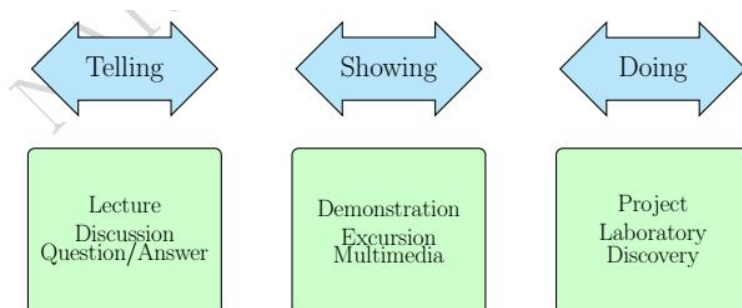 Telling
Showing
Doing
Lecture
Discussion
Question/Answer
Demonstration
Excursion
Multimedia
Project
Laboratory
Discovery